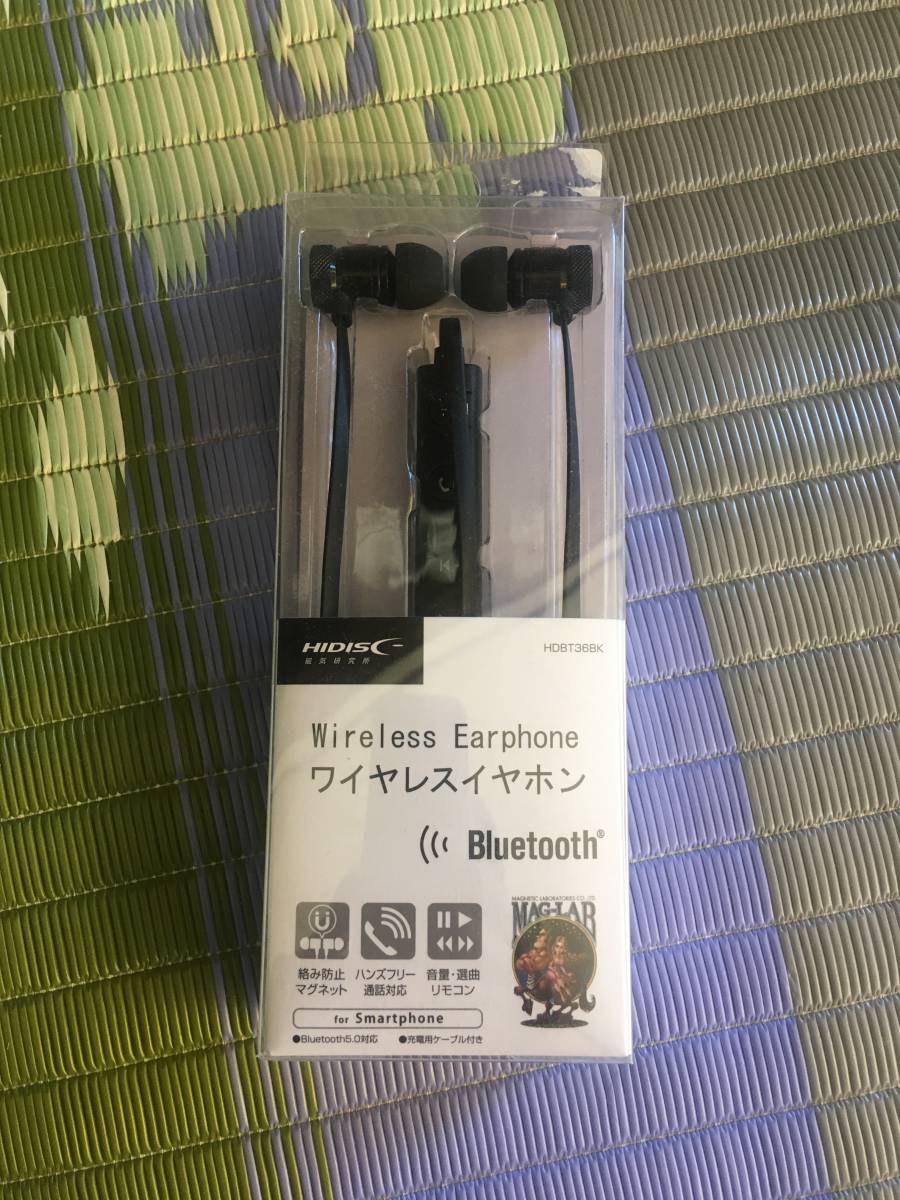 HIDISC
磁気研究所
HDBT36BK
Wireless Earphone
ワイヤレスイヤホン
Bluetooth®
絡み防止
マグネット
ハンズフリー
通話対応
音量・選曲
リモコン
MAGNETIC LABORATORIES CO.,LTD.
MAG-LAB
for Smartphone
●Bluetooth5.0対応 ●充電用ケーブル付き